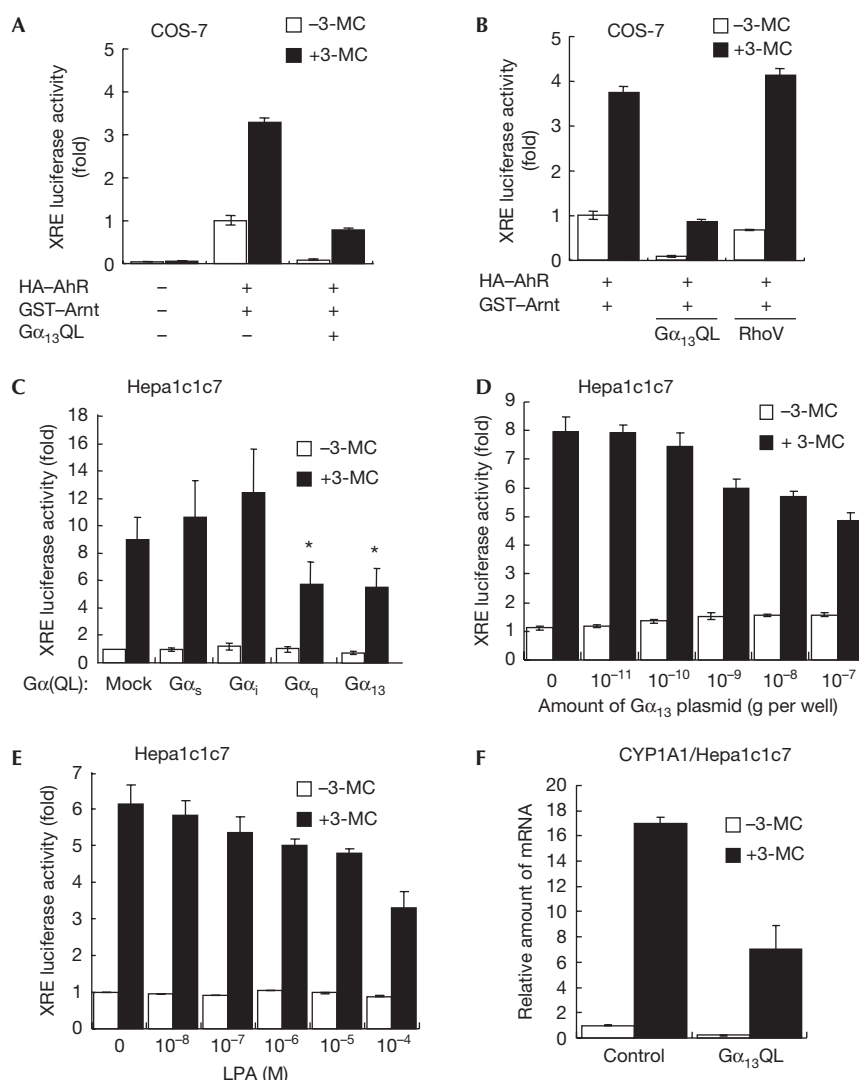 A
COS-7
–3-MC
+3-MC
XRE luciferase activity
(fold)
5
4
3
2
1
0
HA–AhR – + +
GST–Arnt – + +
Gα13QL – – +
B
COS-7
–3-MC
+3-MC
XRE luciferase activity
(fold)
5
4
3
2
1
0
HA–AhR + + +
GST–Arnt + + +
Gα13QL RhoV
C
Hepa1c1c7
–3-MC
+3-MC
XRE luciferase activity (fold)
18
16
14
12
10
8
6
4
2
0
* *
Gα(QL): Mock Gαs Gαi Gαq Gα13
D
Hepa1c1c7
–3-MC
+ 3-MC
XRE luciferase activity (fold)
9
8
7
6
5
4
3
2
1
0
0 10–11 10–10 10–9 10–8 10–7
Amount of Gα13 plasmid (g per well)
E
Hepa1c1c7
–3-MC
+3-MC
XRE luciferase activity (fold)
7
6
5
4
3
2
1
0
0 10–8 10–7 10–6 10–5 10–4
LPA (M)
F
CYP1A1/Hepa1c1c7
–3-MC
+3-MC
Relative amount of mRNA
20
18
16
14
12
10
8
6
4
2
0
Control Gα13QL